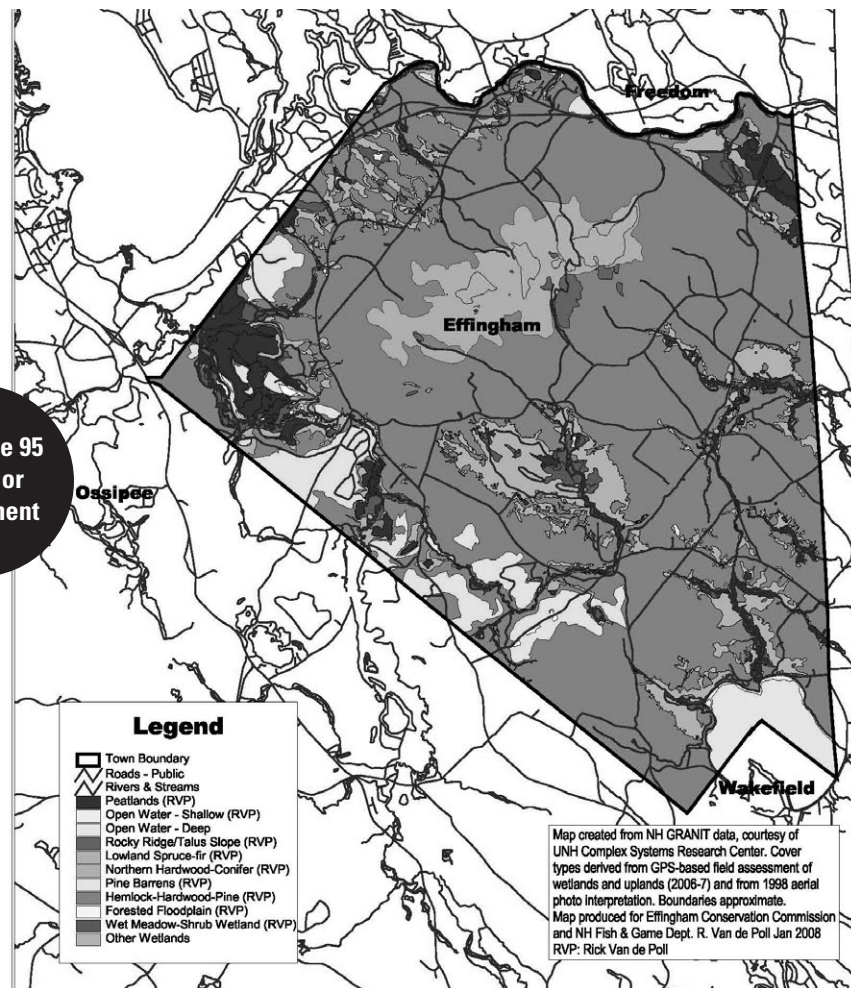 Freedom
Effingham
e 95
or
nent
Ossipee
Wakefield
Legend
Town Boundary
Roads - Public
Rivers & Streams
Peatlands (RVP)
Open Water - Shallow (RVP)
Open Water - Deep
Rocky Ridge/Talus Slope (RVP)
Lowland Spruce-fir (RVP)
Northern Hardwood-Conifer (RVP)
Pine Barrens (RVP)
Hemlock-Hardwood-Pine (RVP)
Forested Floodplain (RVP)
Wet Meadow-Shrub Wetland (RVP)
Other Wetlands
Map created from NH GRANIT data, courtesy of
UNH Complex Systems Research Center. Cover
types derived from GPS-based field assessment of
wetlands and uplands (2006-7) and from 1998 aerial
photo interpretation. Boundaries approximate.
Map produced for Effingham Conservation Commission
and NH Fish & Game Dept. R. Van de Poll Jan 2008
RVP: Rick Van de Poll